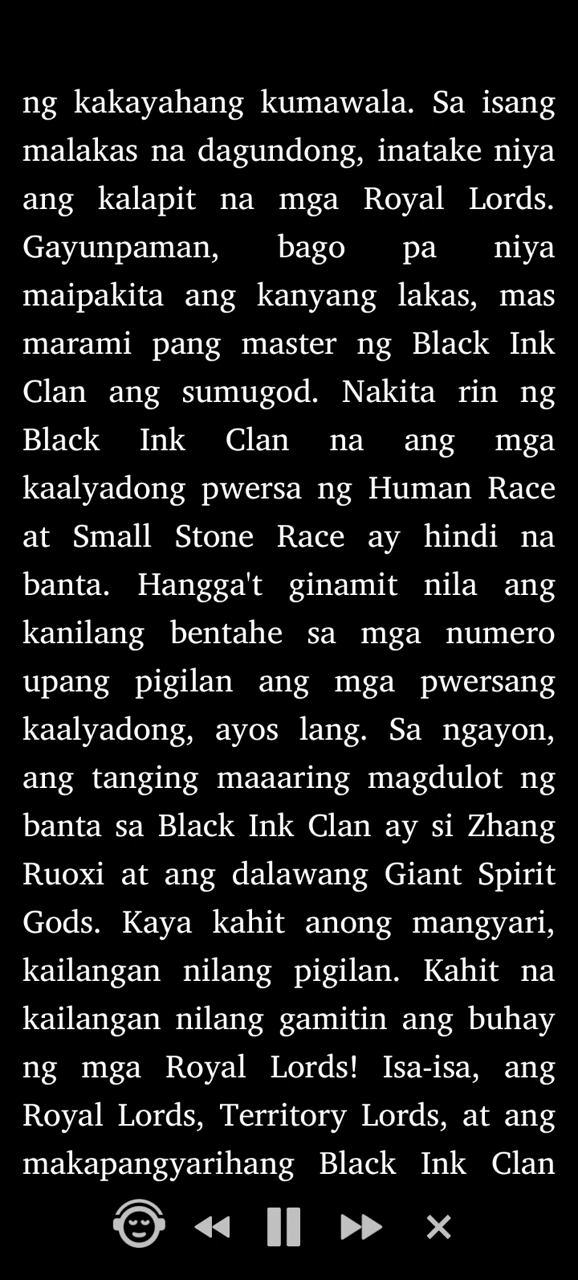 ng kakayahang kumawala. Sa isang
malakas na dagundong, inatake niya
ang kalapit na mga Royal Lords.
Gayunpaman, bago pa niya
maipakita ang kanyang lakas, mas
marami pang master ng Black Ink
Clan ang sumugod. Nakita rin ng
Black Ink Clan na ang mga
kaalyadong pwersa ng Human Race
at Small Stone Race ay hindi na
banta. Hangga't ginamit nila ang
kanilang bentahe sa mga numero
upang pigilan ang mga pwersang
kaalyadong, ayos lang. Sa ngayon,
ang tanging maaaring magdulot ng
banta sa Black Ink Clan ay si Zhang
Ruoxi at ang dalawang Giant Spirit
Gods. Kaya kahit anong mangyari,
kailangan nilang pigilan. Kahit na
kailangan nilang gamitin ang buhay
ng mga Royal Lords! Isa-isa, ang
Royal Lords, Territory Lords, at ang
makapangyarihang Black Ink Clan